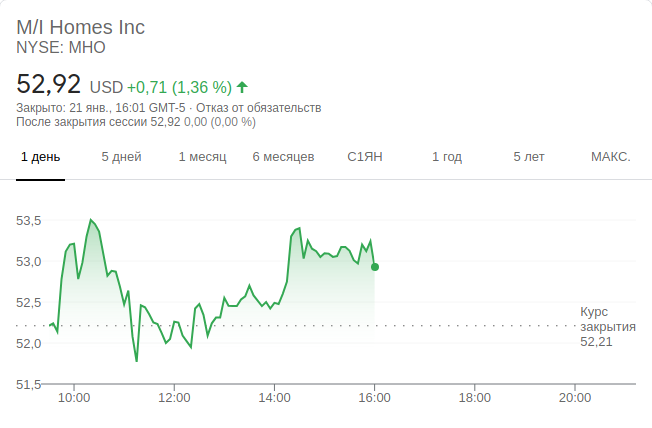 M/I Homes Inc
NYSE: MHO
52,92 USD +0,71 (1,36 %)
Закрыто: 21 янв., 16:01 GMT-5 · Отказ от обязательств
После закрытия сессии 52,92 0,00 (0,00 %)
1 день 5 дней 1 месяц 6 месяцев С1ЯН 1 год 5 лет МАКС.
53,5
53,0
52,5
Курс
закрытия
52,21
52,0
51,5
10:00 12:00 14:00 16:00 18:00 20:00